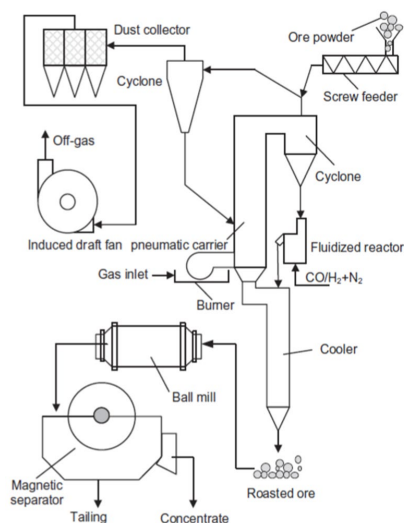 Dust collector
Ore powder
Cyclone
Screw feeder
Off-gas
Cyclone
Induced draft fan
pneumatic carrier
Fluidized reactor
Gas inlet
CO/H₂+N₂
Burner
Cooler
Ball mill
Magnetic
separator
Roasted ore
Tailing
Concentrate